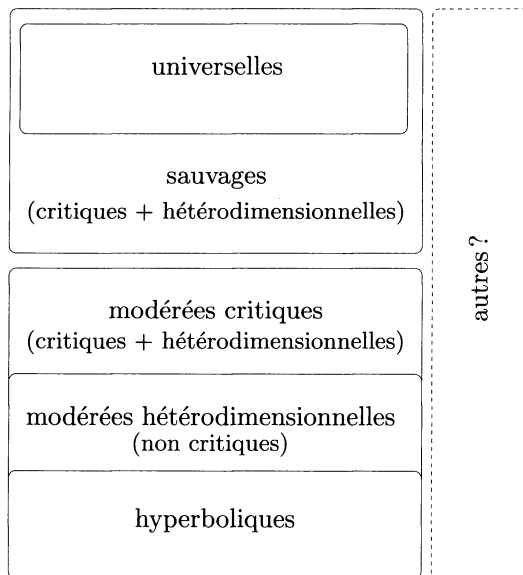 universelles
sauvages
(critiques + hétérodimensionnelles)
modérées critiques
(critiques + hétérodimensionnelles)
modérées hétérodimensionnelles
(non critiques)
hyperboliques
autres ?